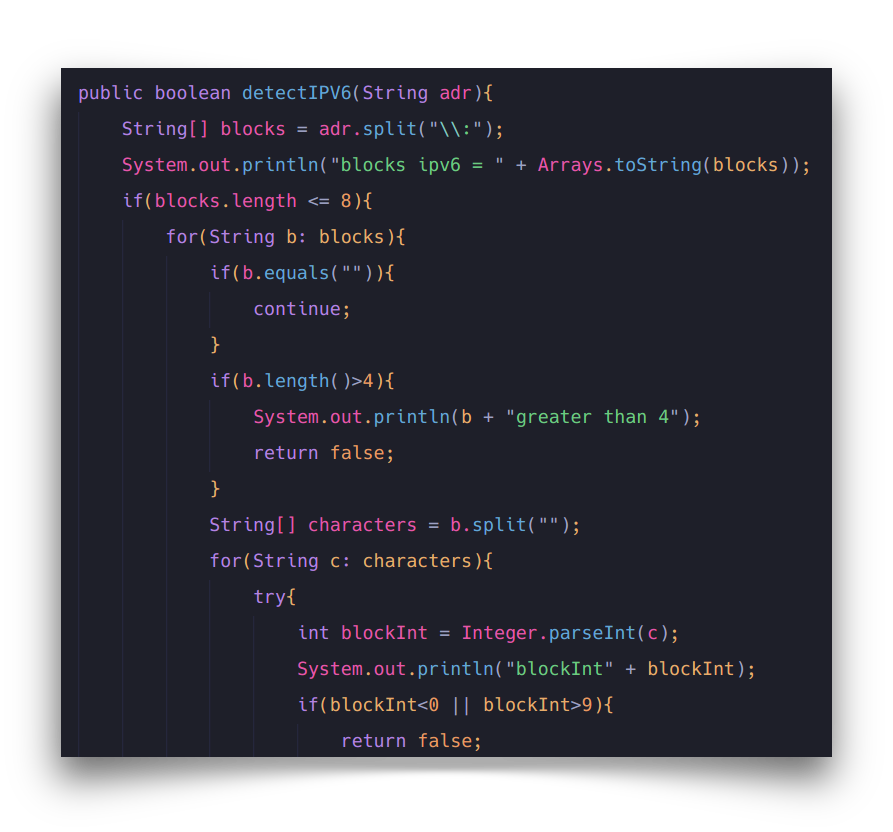 public boolean detectIPV6(String adr){
String[] blocks = adr.split("\\:");
System.out.println("blocks ipv6 = " + Arrays.toString(blocks));
if(blocks.length <= 8){
for(String b: blocks){
if(b.equals("")){
continue;
}
if(b.length()>4){
System.out.println(b + "greater than 4");
return false;
}
String[] characters = b.split("");
for(String c: characters){
try{
int blockInt = Integer.parseInt(c);
System.out.println("blockInt" + blockInt);
if(blockInt<0 || blockInt>9){
return false;